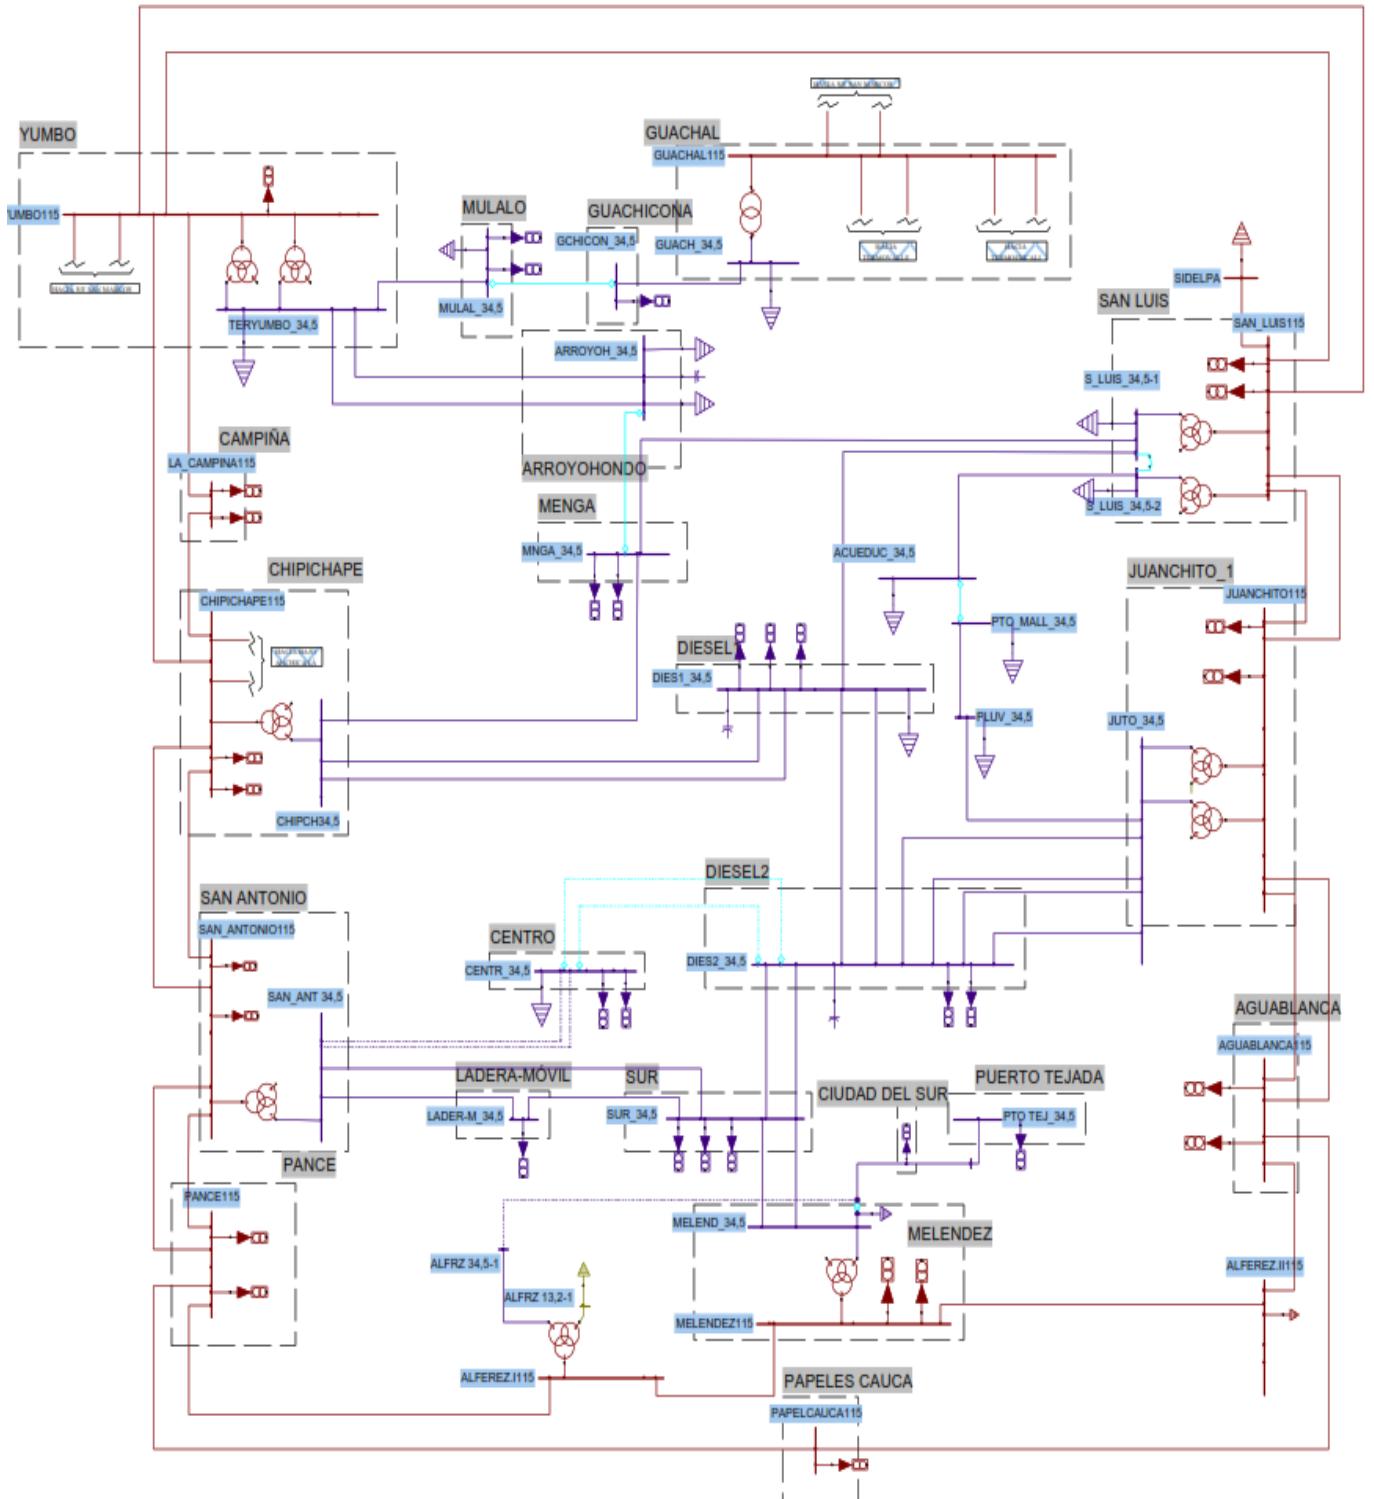 YUMBO
GUACHAL
GUACHAL115
MULALO
GUACHICONA
UMBO115
GCHICON_34,5
GUACH_34,5
SIDELPA
SAN LUIS
MULAL_34,5
TERYUMBO_34,5
SAN_LUIS115
ARROYOH_34,5
S_LUIS_34,5-1
CAMPIÑA
LA_CAMPINA115
ARROYOHONDO
MENGA
S_LUIS_34,5-2
MNGA_34,5
ACUEDUC_34,5
CHIPICHAPE
JUANCHITO_1
CHIPICHAPE115
JUANCHITO115
PTO_MALL_34,5
DIESEL1
DIES1_34,5
PLUV_34,5
JUTO_34,5
CHIPCH34,5
DIESEL2
SAN ANTONIO
SAN_ANTONIO115
CENTRO
CENTR_34,5
DIES2_34,5
SAN_ANT 34,5
AGUABLANCA
AGUABLANCA115
LADERA-MÓVIL
SUR
CIUDAD DEL SUR
PUERTO TEJADA
LADER-M_34,5
SUR_34,5
PTO TEJ_34,5
PANCE
PANCE115
MELEND_34,5
MELENDEZ
ALFRZ 34,5-1
ALFEREZ.II115
ALFRZ 13,2-1
MELENDEZ115
ALFEREZ.I115
PAPELES CAUCA
PAPELCAUCA115